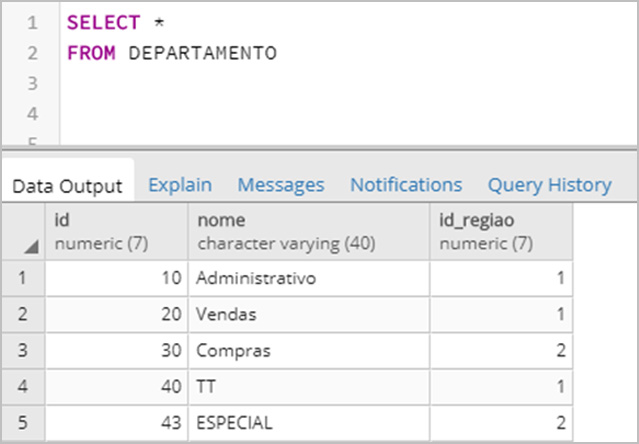 1 SELECT *
2 FROM DEPARTAMENTO
3
4
5
Data Output Explain Messages Notifications Query History
id nome id_regiao
numeric (7) character varying (40) numeric (7)
1 10 Administrativo 1
2 20 Vendas 1
3 30 Compras 2
4 40 TT 1
5 43 ESPECIAL 2